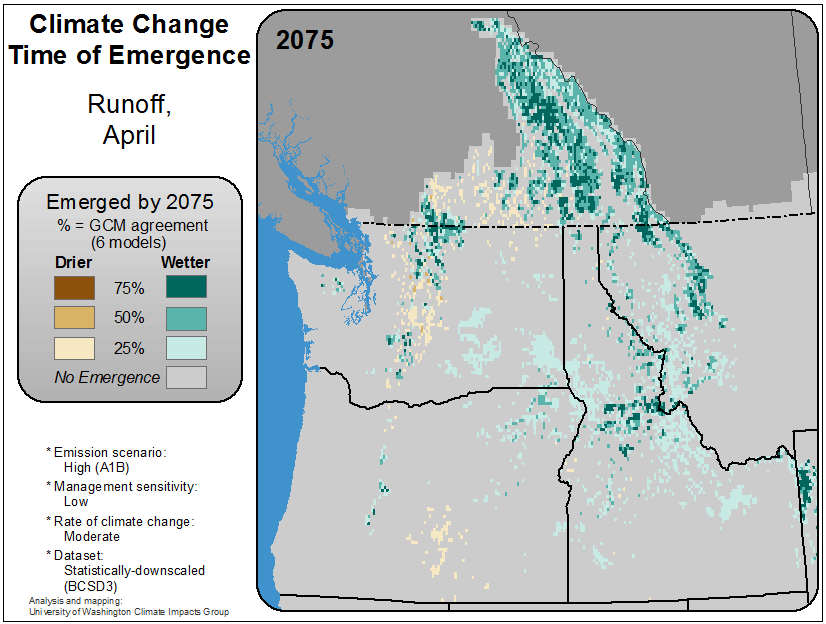 Climate Change
Time of Emergence
Runoff,
April
2075
Emerged by 2075
% = GCM agreement
(6 models)
Drier Wetter
75%
50%
25%
No Emergence
* Emission scenario:
High (A1B)
* Management sensitivity:
Low
* Rate of climate change:
Moderate
* Dataset:
Statistically-downscaled
(BCSD3)
Analysis and mapping:
University of Washington Climate Impacts Group